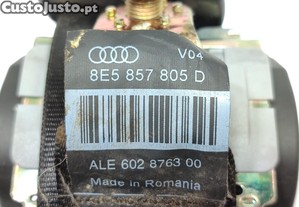 CustoJusto.pt
V04
8E5 857 805 D
ALE 602 8763 00
Made in Romania